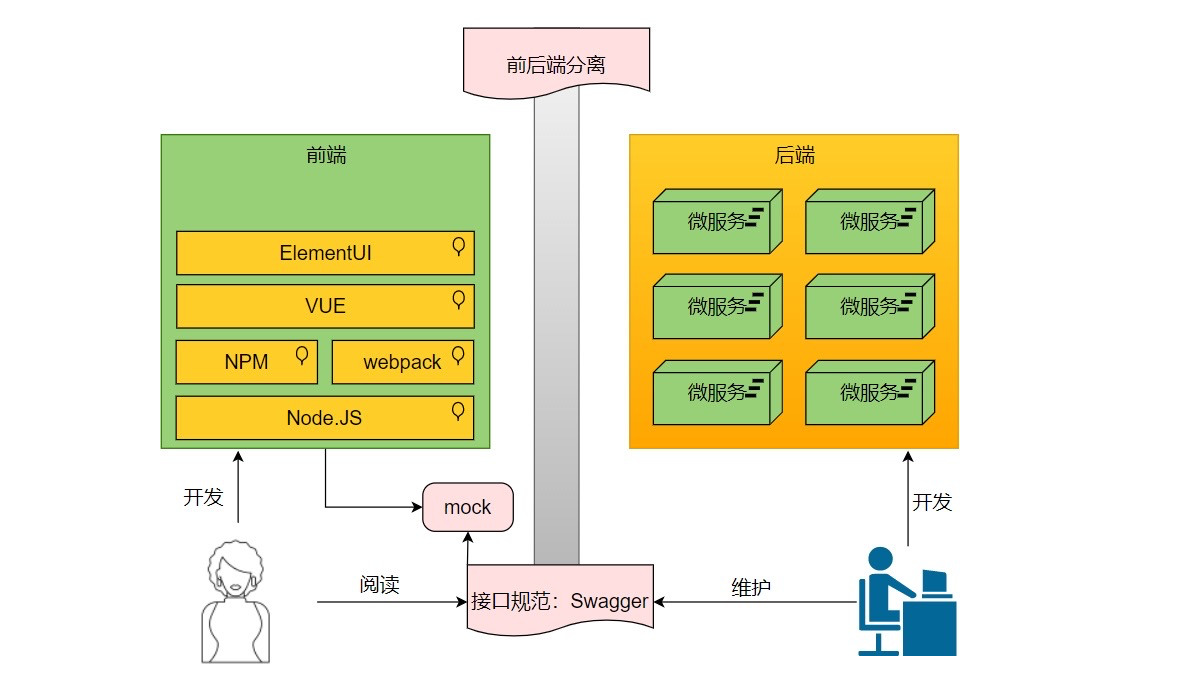 前后端分离
前端
ElementUI
VUE
NPM
webpack
Node.JS
后端
微服务
微服务
微服务
微服务
微服务
微服务
开发
mock
开发
阅读
接口规范：Swagger
维护